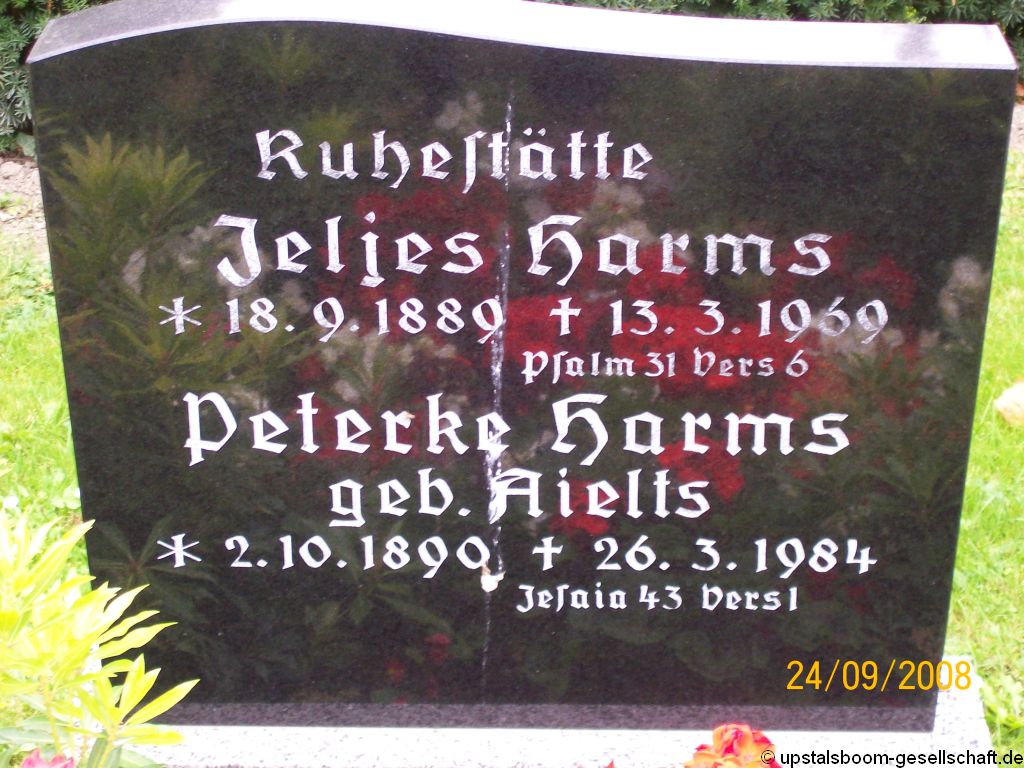 Ruheſtätte
Jeljes Harms
* 18. 9. 1889 † 13. 3. 1969
Pſalm 31 Vers 6
Peterke Harms
geb. Aielts
* 2. 10. 1890 † 26. 3. 1984
Jeſaia 43 Vers 1
24/09/2008
© upstalsboom-gesellschaft.de